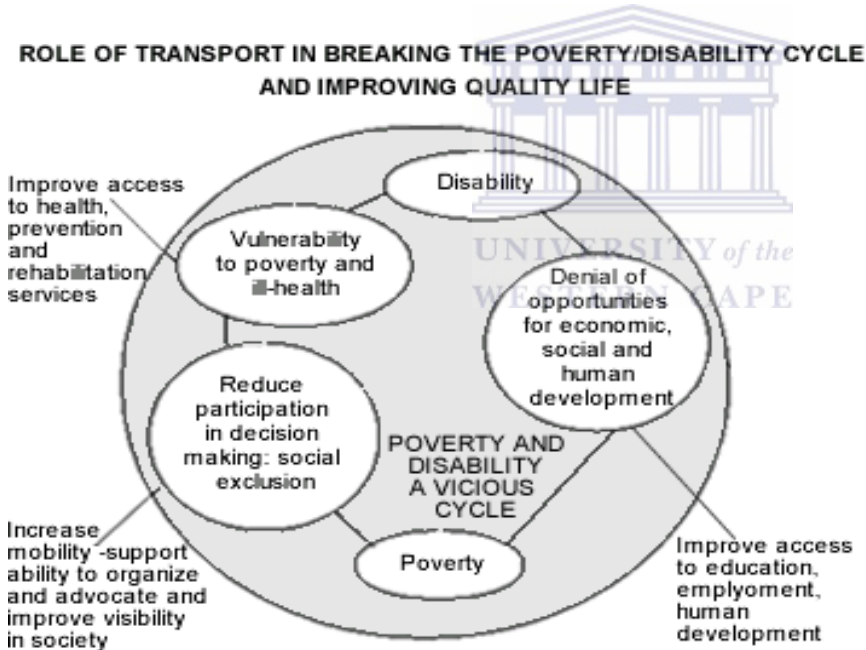 ROLE OF TRANSPORT IN BREAKING THE POVERTY/DISABILITY CYCLE
AND IMPROVING QUALITY LIFE
Improve access
to health,
prevention
and
rehabilitation
services
Disability
Vulnerability
to poverty and
ill-health
UNIVERSITY of the
WESTERN CAPE
Denial of
opportunities
for economic,
social and
human
development
Reduce
participation
in decision
making: social
exclusion
POVERTY AND
DISABILITY
A VICIOUS
CYCLE
Poverty
Increase
mobility -support
ability to organize
and advocate and
improve visibility
in society
Improve access
to education,
emplyoment,
human
development